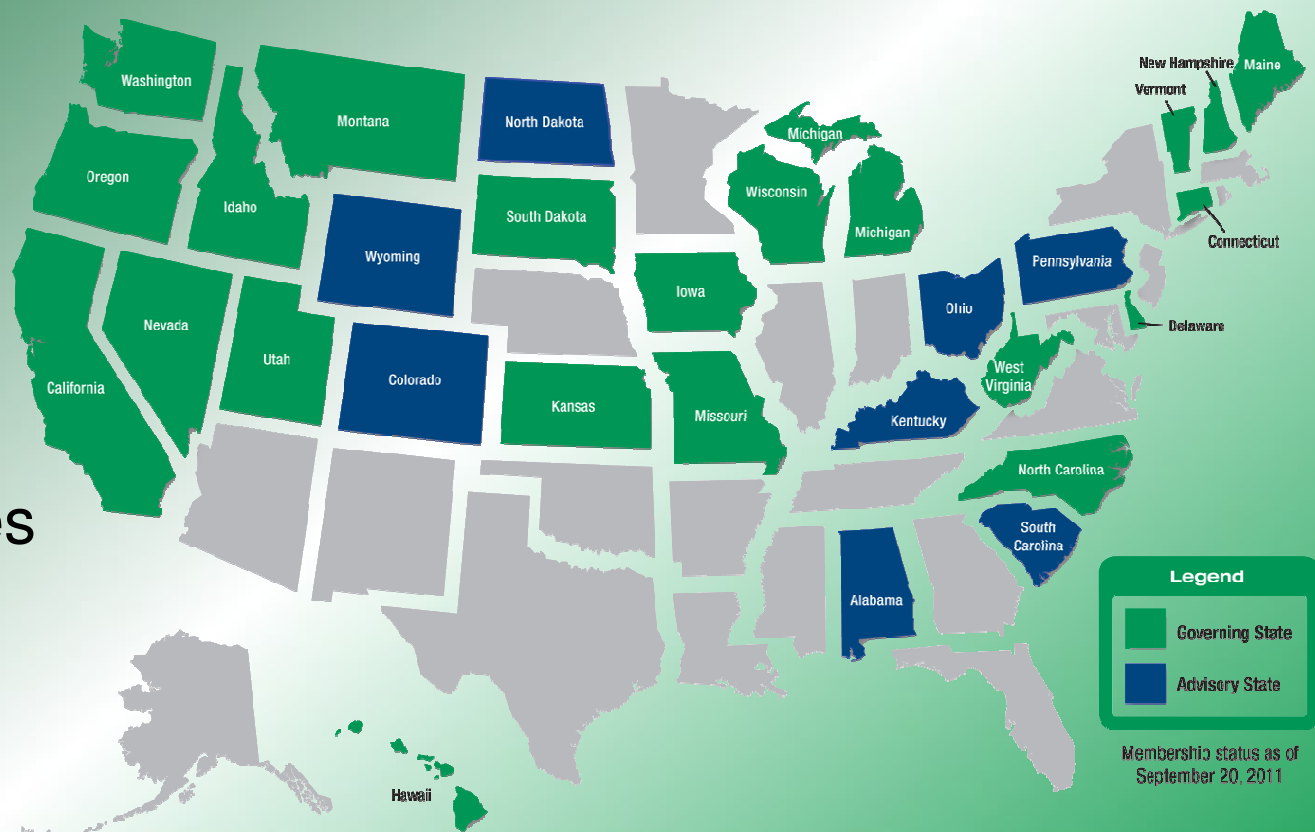 New Hampshire
Maine
Washington
Vermont
Montana
North Dakota
Michigan
Oregon
Wisconsin
Idaho
South Dakota
Michigan
Connecticut
Wyoming
Pennsylvania
Iowa
Ohio
Nevada
Delaware
Utah
West
Virginia
California
Colorado
Kansas
Missouri
Kentucky
North Carolina
es
South
Carolina
Legend
Alabama
Governing State
Advisory State
Membership status as of
September 20, 2011
Hawaii